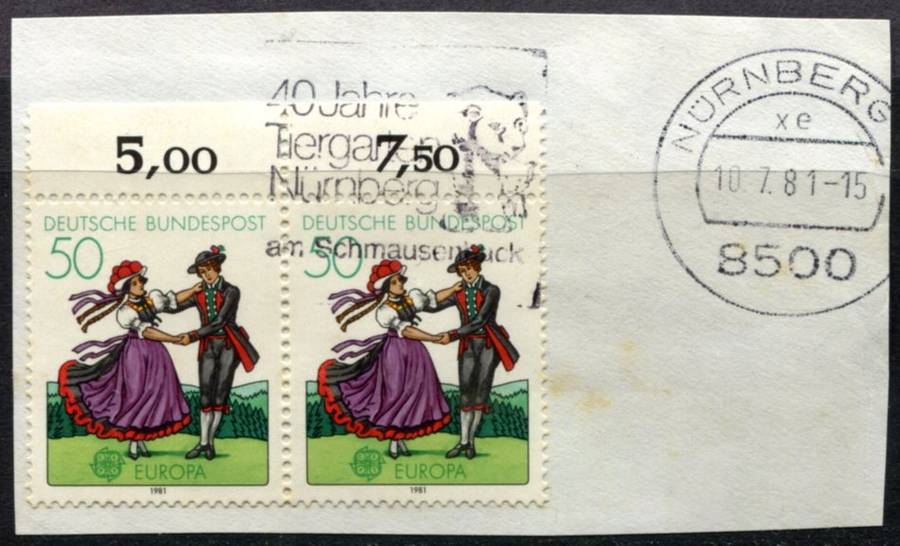 40 Jahre
Tiergarten
Nürnberg
am Schmausenbuck
NÜRNBERG
xe
10.7.81-15
8500
5,00
7,50
DEUTSCHE BUNDESPOST
50
EUROPA
1981
DEUTSCHE BUNDESPOST
50
EUROPA
1981